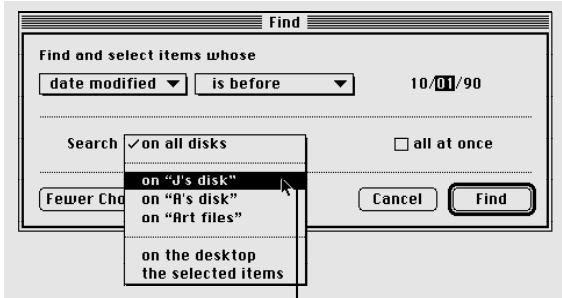 Find
Find and select items whose
date modified is before 10/01/90
Search ✓on all disks all at once
on “J's disk”
Fewer Cho on “A's disk” Cancel Find
on “Art files”
on the desktop
the selected items